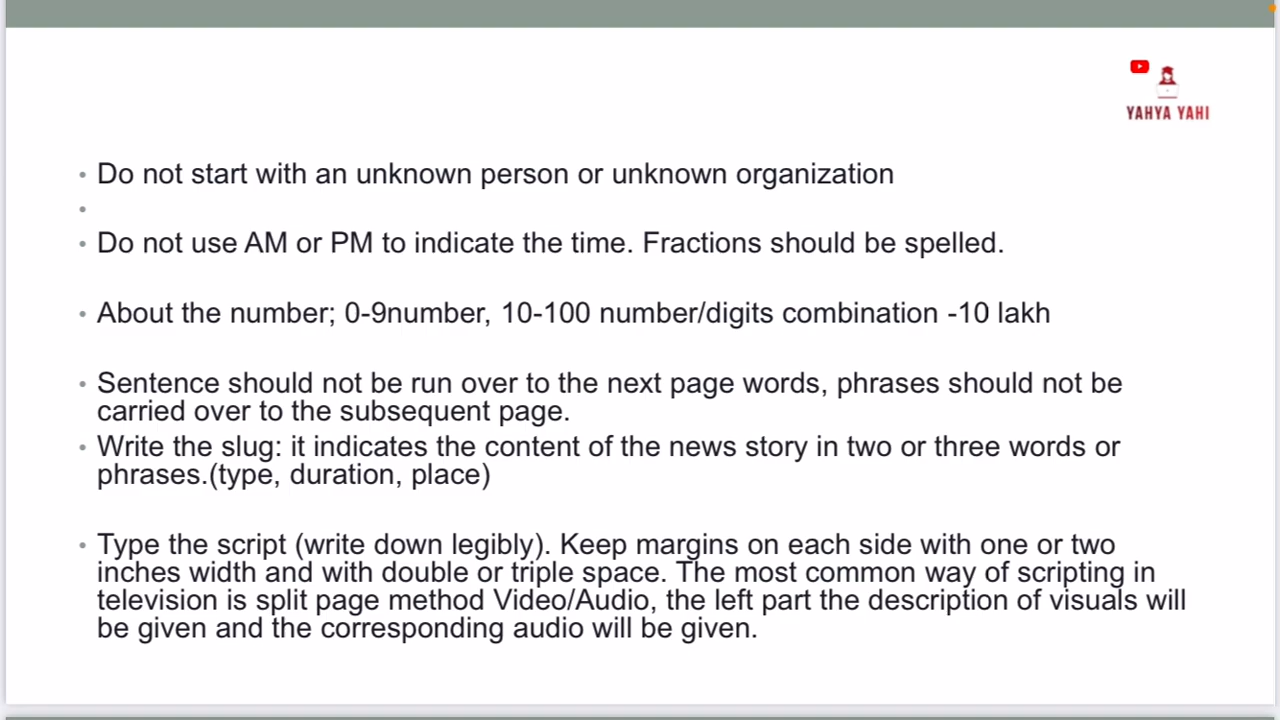 YAHYA YAHI
Do not start with an unknown person or unknown organization
Do not use AM or PM to indicate the time. Fractions should be spelled.
About the number; 0-9number, 10-100 number/digits combination -10 lakh
Sentence should not be run over to the next page words, phrases should not be
carried over to the subsequent page.
Write the slug: it indicates the content of the news story in two or three words or
phrases.(type, duration, place)
Type the script (write down legibly). Keep margins on each side with one or two
inches width and with double or triple space. The most common way of scripting in
television is split page method Video/Audio, the left part the description of visuals will
be given and the corresponding audio will be given.